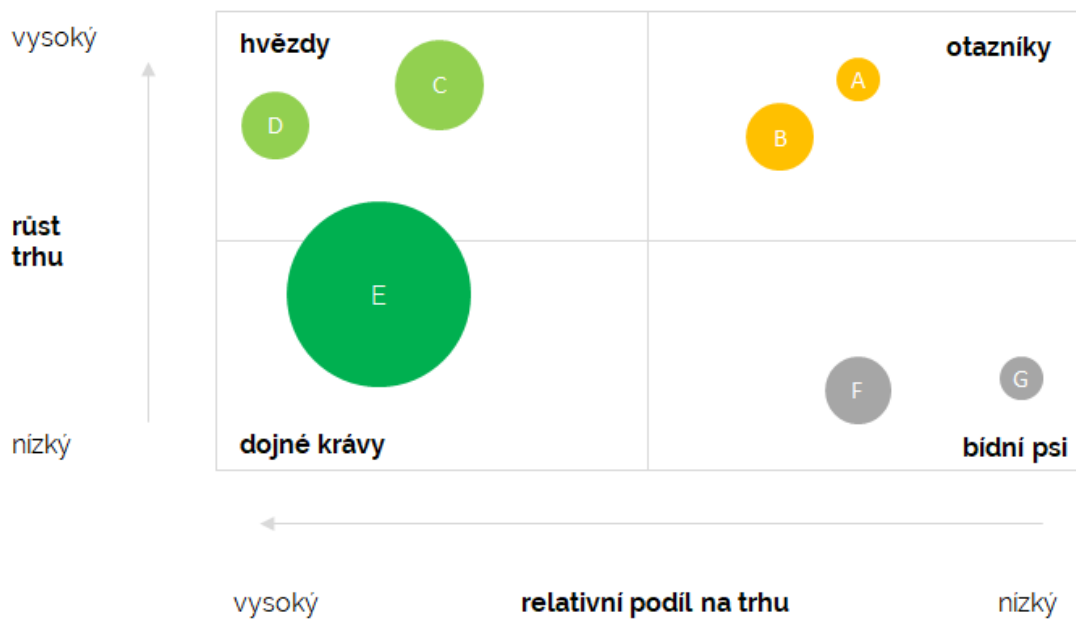 vysoký
hvězdy
otazníky
C
A
D
B
růst
trhu
E
F
G
nízký
dojné krávy
bídní psi
vysoký
relativní podíl na trhu
nízký